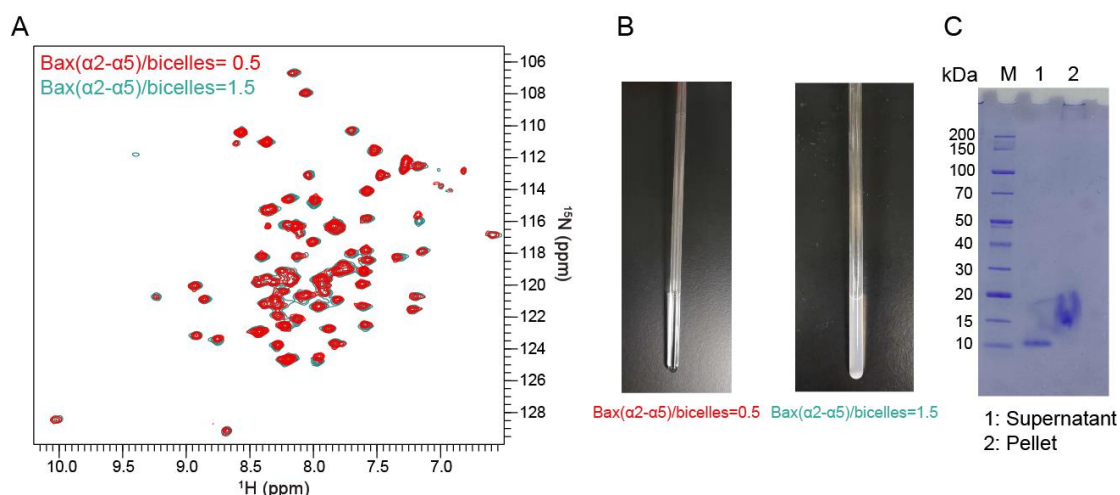 A
Bax(α2-α5)/bicelles= 0.5
Bax(α2-α5)/bicelles=1.5
106
108
110
112
114
116
118
120
122
124
126
128
¹⁵N (ppm)
10.0 9.5 9.0 8.5 8.0 7.5 7.0
¹H (ppm)
B
Bax(α2-α5)/bicelles=0.5
Bax(α2-α5)/bicelles=1.5
C
kDa M 1 2
200
150
100
70
50
40
30
20
15
10
1: Supernatant
2: Pellet